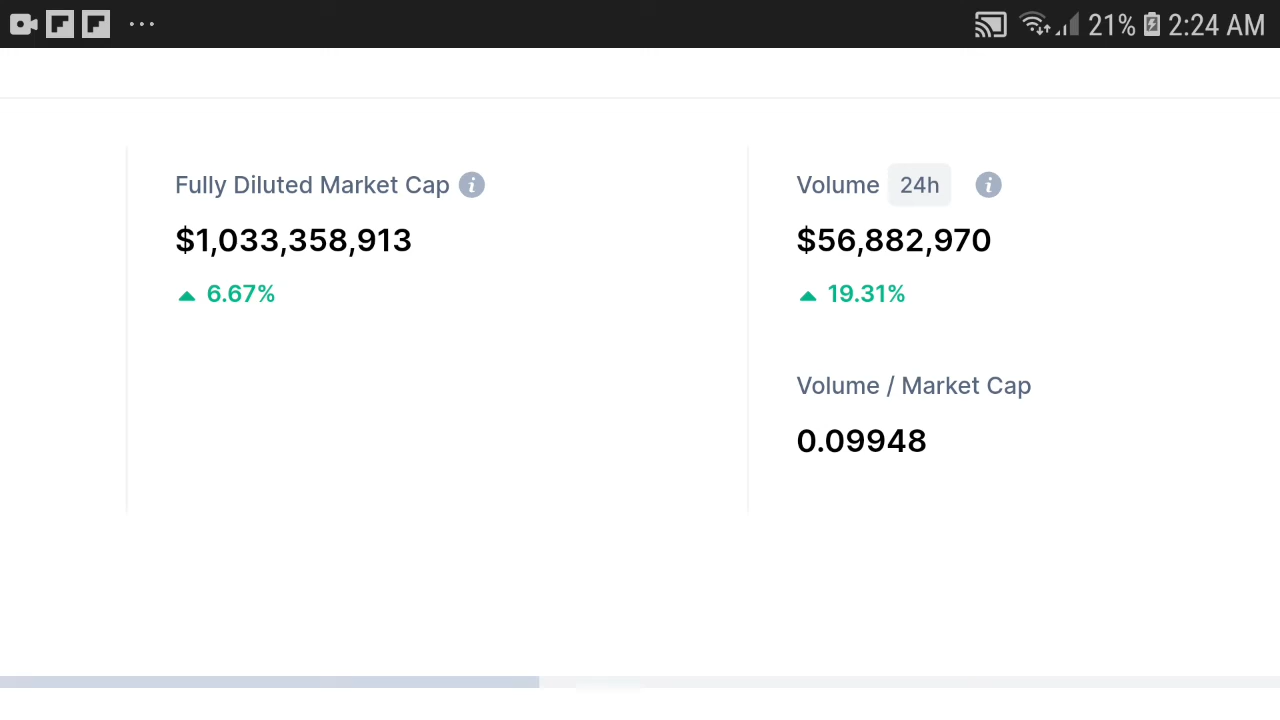 21% 2:24 AM
Fully Diluted Market Cap
$1,033,358,913
6.67%
Volume 24h
$56,882,970
19.31%
Volume / Market Cap
0.09948